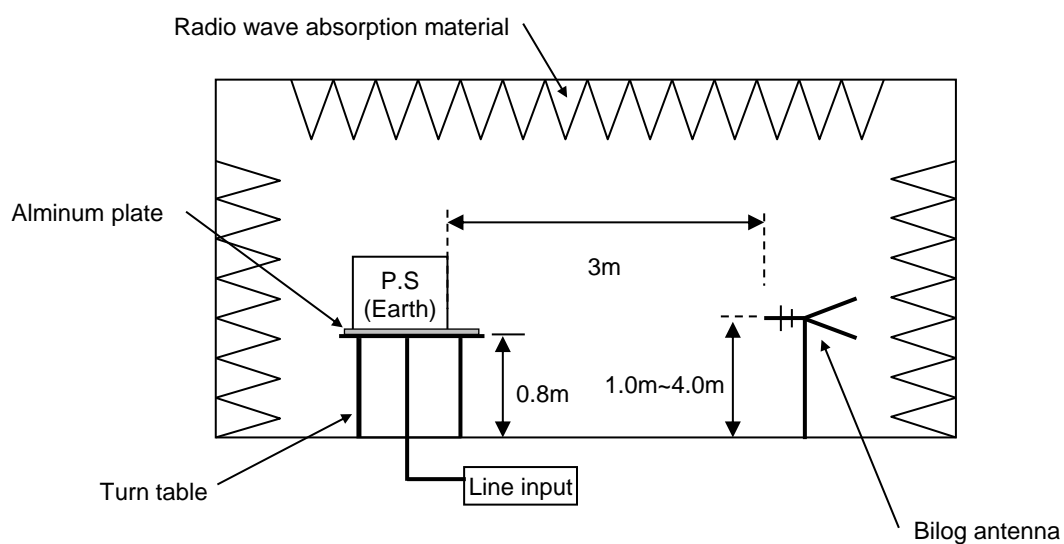 Radio wave absorption material
Alminum plate
P.S
(Earth)
3m
0.8m
1.0m~4.0m
Turn table
Line input
Bilog antenna